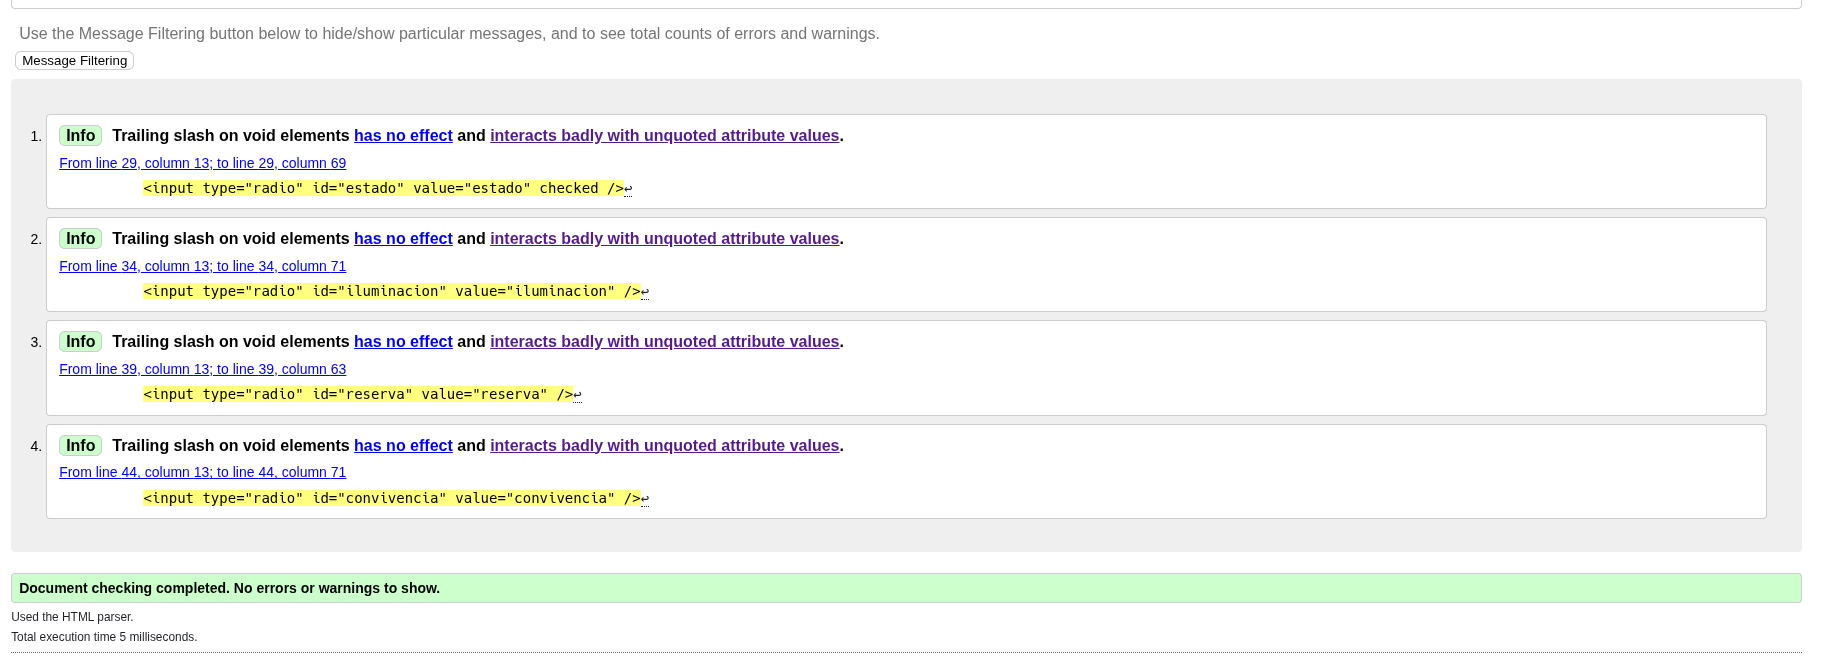 Use the Message Filtering button below to hide/show particular messages, and to see total counts of errors and warnings.
Message Filtering
1. Info Trailing slash on void elements has no effect and interacts badly with unquoted attribute values.
From line 29, column 13; to line 29, column 69
<input type="radio" id="estado" value="estado" checked />↩
2. Info Trailing slash on void elements has no effect and interacts badly with unquoted attribute values.
From line 34, column 13; to line 34, column 71
<input type="radio" id="iluminacion" value="iluminacion" />↩
3. Info Trailing slash on void elements has no effect and interacts badly with unquoted attribute values.
From line 39, column 13; to line 39, column 63
<input type="radio" id="reserva" value="reserva" />↩
4. Info Trailing slash on void elements has no effect and interacts badly with unquoted attribute values.
From line 44, column 13; to line 44, column 71
<input type="radio" id="convivencia" value="convivencia" />↩
Document checking completed. No errors or warnings to show.
Used the HTML parser.
Total execution time 5 milliseconds.